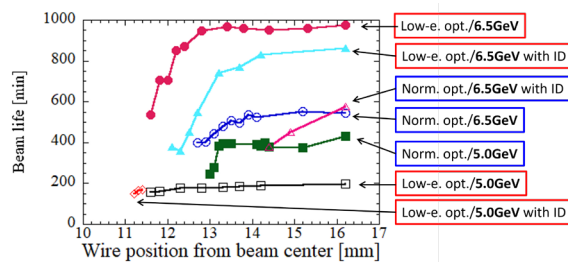 Beam life [min]
1000
800
600
400
200
0
10 11 12 13 14 15 16 17
Wire position from beam center [mm]
Low-e. opt./6.5GeV
Low-e. opt./6.5GeV with ID
Norm. opt./6.5GeV with ID
Norm. opt./6.5GeV
Norm. opt./5.0GeV
Low-e. opt./5.0GeV
Low-e. opt./5.0GeV with ID